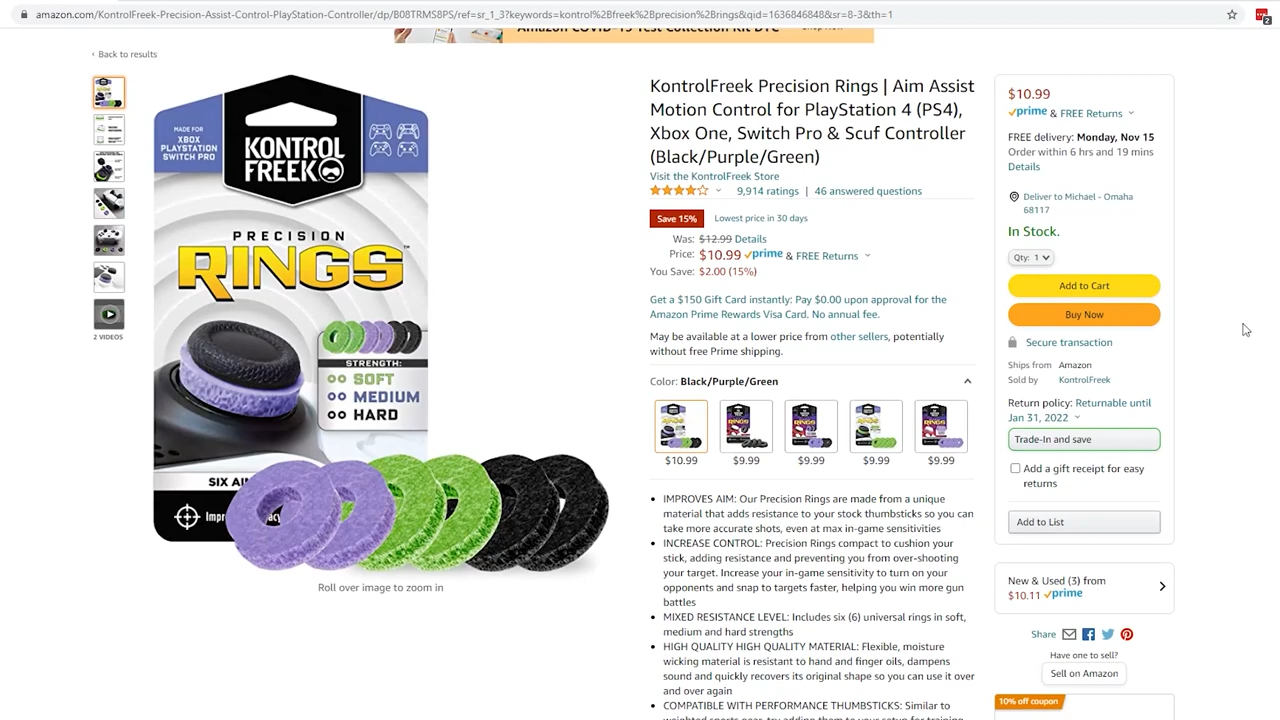 amazon.com/KontrolFreek-Precision-Assist-Control-PlayStation-Controller/dp/B08TRMS8PS/ref=sr_1_3?keywords=kontrol%2Bfreek%2Bprecision%2Brings&qid=1636846848&sr=8-3&th=1
2
‹ Back to results
2 VIDEOS
MADE FOR
XBOX
PLAYSTATION
SWITCH PRO
KONTROL
FREEK
PRECISION
RINGS™
STRENGTH:
SOFT
MEDIUM
HARD
SIX
Roll over image to zoom in
KontrolFreek Precision Rings | Aim Assist
Motion Control for PlayStation 4 (PS4),
Xbox One, Switch Pro & Scuf Controller
(Black/Purple/Green)
Visit the KontrolFreek Store
9,914 ratings | 46 answered questions
Save 15% Lowest price in 30 days
Was: $12.99 Details
Price: $10.99 prime & FREE Returns
You Save: $2.00 (15%)
Get a $150 Gift Card instantly: Pay $0.00 upon approval for the
Amazon Prime Rewards Visa Card. No annual fee.
May be available at a lower price from other sellers, potentially
without free Prime shipping.
Color: Black/Purple/Green
$10.99 $9.99 $9.99 $9.99 $9.99
• IMPROVES AIM: Our Precision Rings are made from a unique
material that adds resistance to your stock thumbsticks so you can
take more accurate shots, even at max in-game sensitivities
• INCREASE CONTROL: Precision Rings compact to cushion your
stick, adding resistance and preventing you from over-shooting
your target. Increase your in-game sensitivity to turn on your
opponents and snap to targets faster, helping you win more gun
battles
• MIXED RESISTANCE LEVEL: Includes six (6) universal rings in soft,
medium and hard strengths
• HIGH QUALITY HIGH QUALITY MATERIAL: Flexible, moisture
wicking material is resistant to hand and finger oils, dampens
sound and quickly recovers its original shape so you can use it over
and over again
• COMPATIBLE WITH PERFORMANCE THUMBSTICKS: Similar to
weighted sports gear, try adding them to your setup for training
$10.99
prime & FREE Returns
FREE delivery: Monday, Nov 15
Order within 6 hrs and 19 mins
Details
Deliver to Michael - Omaha
68117
In Stock.
Qty: 1
Add to Cart
Buy Now
Secure transaction
Ships from Amazon
Sold by KontrolFreek
Return policy: Returnable until
Jan 31, 2022
Trade-In and save
Add a gift receipt for easy
returns
Add to List
New & Used (3) from
$10.11 prime
Share
Have one to sell?
Sell on Amazon
10% off coupon